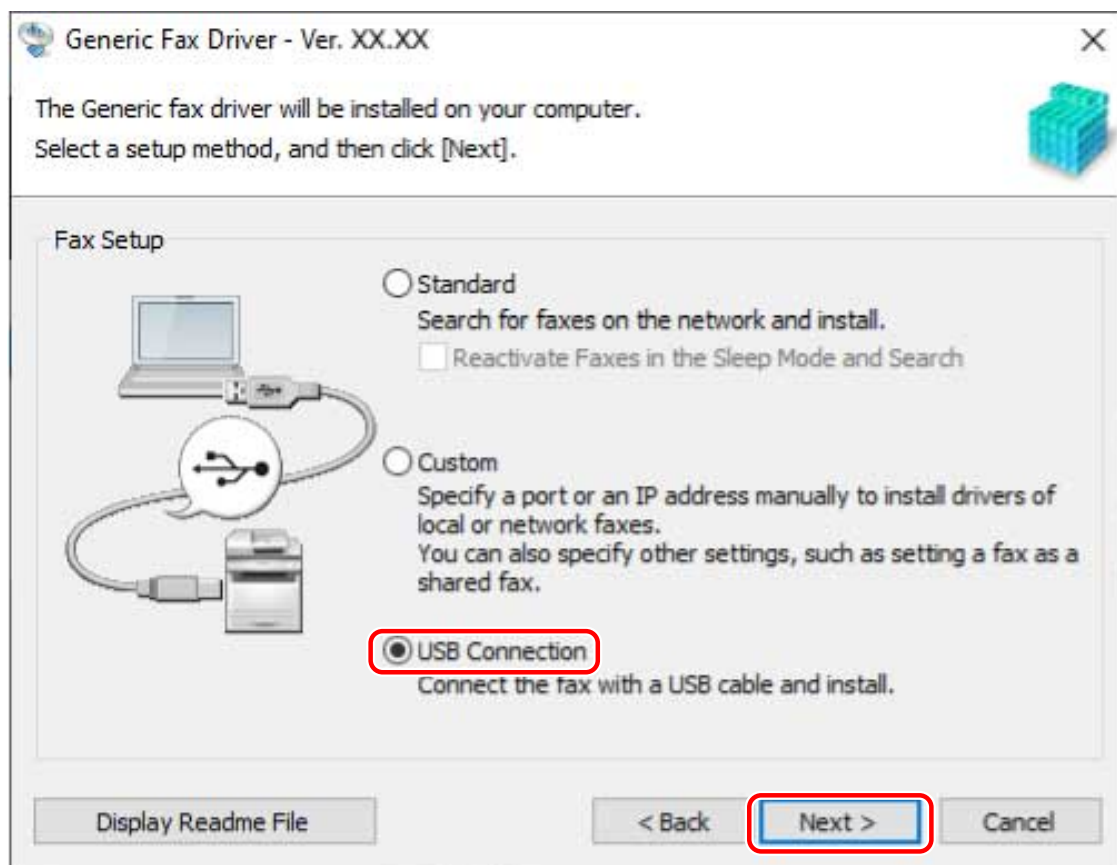 Generic Fax Driver - Ver. XX.XX
The Generic fax driver will be installed on your computer.
Select a setup method, and then click [Next].
Fax Setup
Standard
Search for faxes on the network and install.
Reactivate Faxes in the Sleep Mode and Search
Custom
Specify a port or an IP address manually to install drivers of
local or network faxes.
You can also specify other settings, such as setting a fax as a
shared fax.
USB Connection
Connect the fax with a USB cable and install.
Display Readme File
< Back
Next >
Cancel